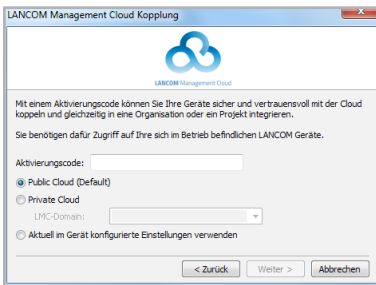 LANCOM Management Cloud Kopplung
LANCOM Management Cloud
Mit einem Aktivierungscode können Sie Ihre Geräte sicher und vertrauensvoll mit der Cloud
koppeln und gleichzeitig in eine Organisation oder ein Projekt integrieren.
Sie benötigen dafür Zugriff auf Ihre sich im Betrieb befindlichen LANCOM Geräte.
Aktivierungscode:
Public Cloud (Default)
Private Cloud
LMC-Domain:
Aktuell im Gerät konfigurierte Einstellungen verwenden
< Zurück Weiter > Abbrechen